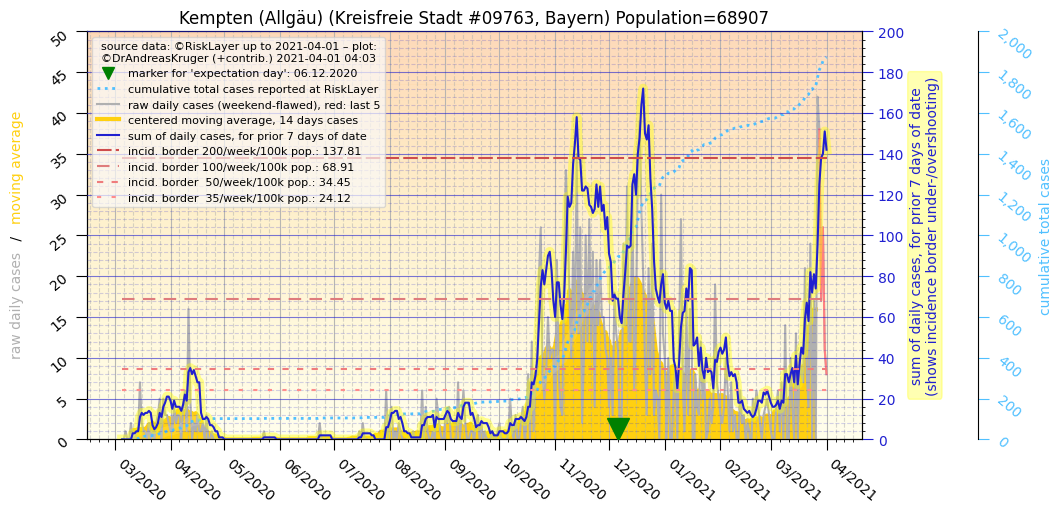 Kempten (Allgäu) (Kreisfreie Stadt #09763, Bayern) Population=68907
source data: ©RiskLayer up to 2021-04-01 – plot:
©DrAndreasKruger (+contrib.) 2021-04-01 04:03
marker for 'expectation day': 06.12.2020
cumulative total cases reported at RiskLayer
raw daily cases (weekend-flawed), red: last 5
centered moving average, 14 days cases
sum of daily cases, for prior 7 days of date
incid. border 200/week/100k pop.: 137.81
incid. border 100/week/100k pop.: 68.91
incid. border  50/week/100k pop.: 34.45
incid. border  35/week/100k pop.: 24.12
raw daily cases  /  moving average
50
45
40
35
30
25
20
15
10
5
0
03/2020
04/2020
05/2020
06/2020
07/2020
08/2020
09/2020
10/2020
11/2020
12/2020
01/2021
02/2021
03/2021
04/2021
200
180
160
140
120
100
80
60
40
20
0
sum of daily cases, for prior 7 days of date
(shows incidence border under-/overshooting)
2,000
1,800
1,600
1,400
1,200
1,000
800
600
400
200
0
cumulative total cases